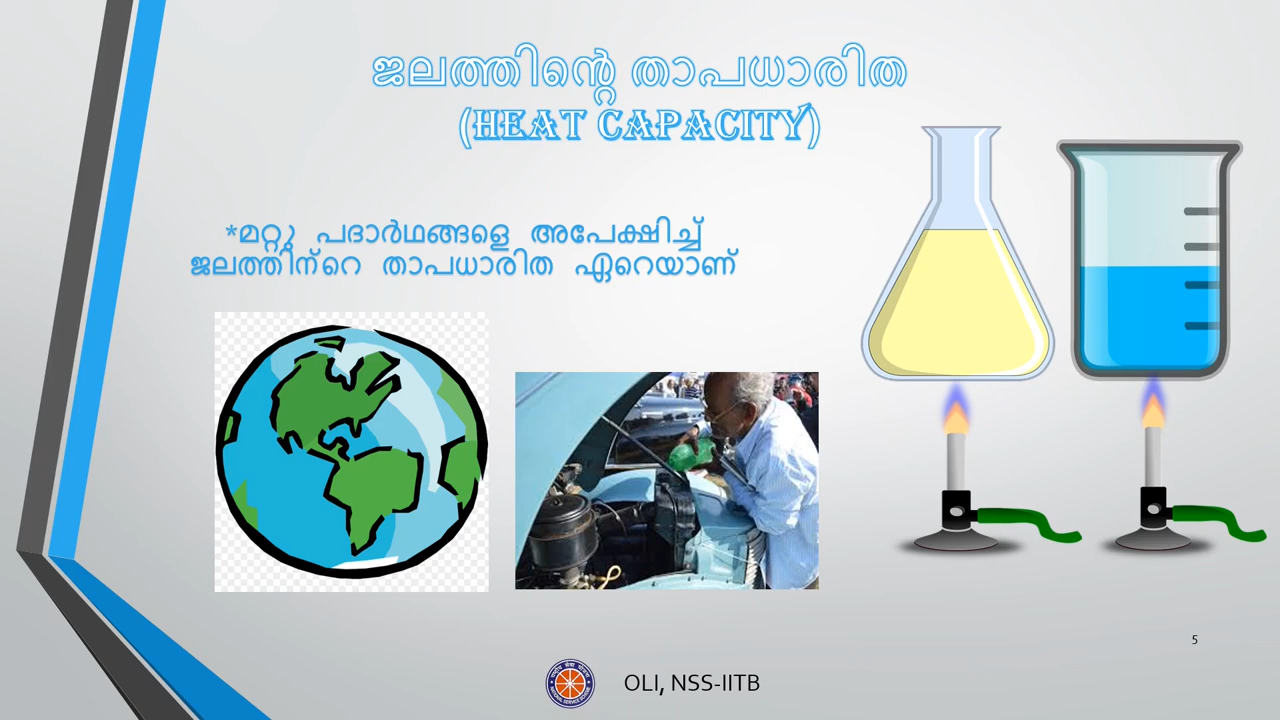 ജലത്തിന്റെ താപധാരിത
(HEAT CAPACITY)
*മറ്റു പദാർഥങ്ങളെ അപേക്ഷിച്ച്
ജലത്തിന്റെ താപധാരിത ഏറെയാണ്
5
OLI, NSS-IITB